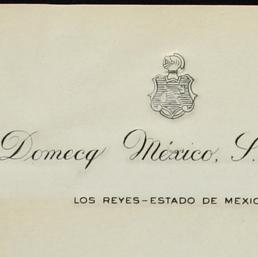 Domecq México, S.
LOS REYES-ESTADO DE MEXIC